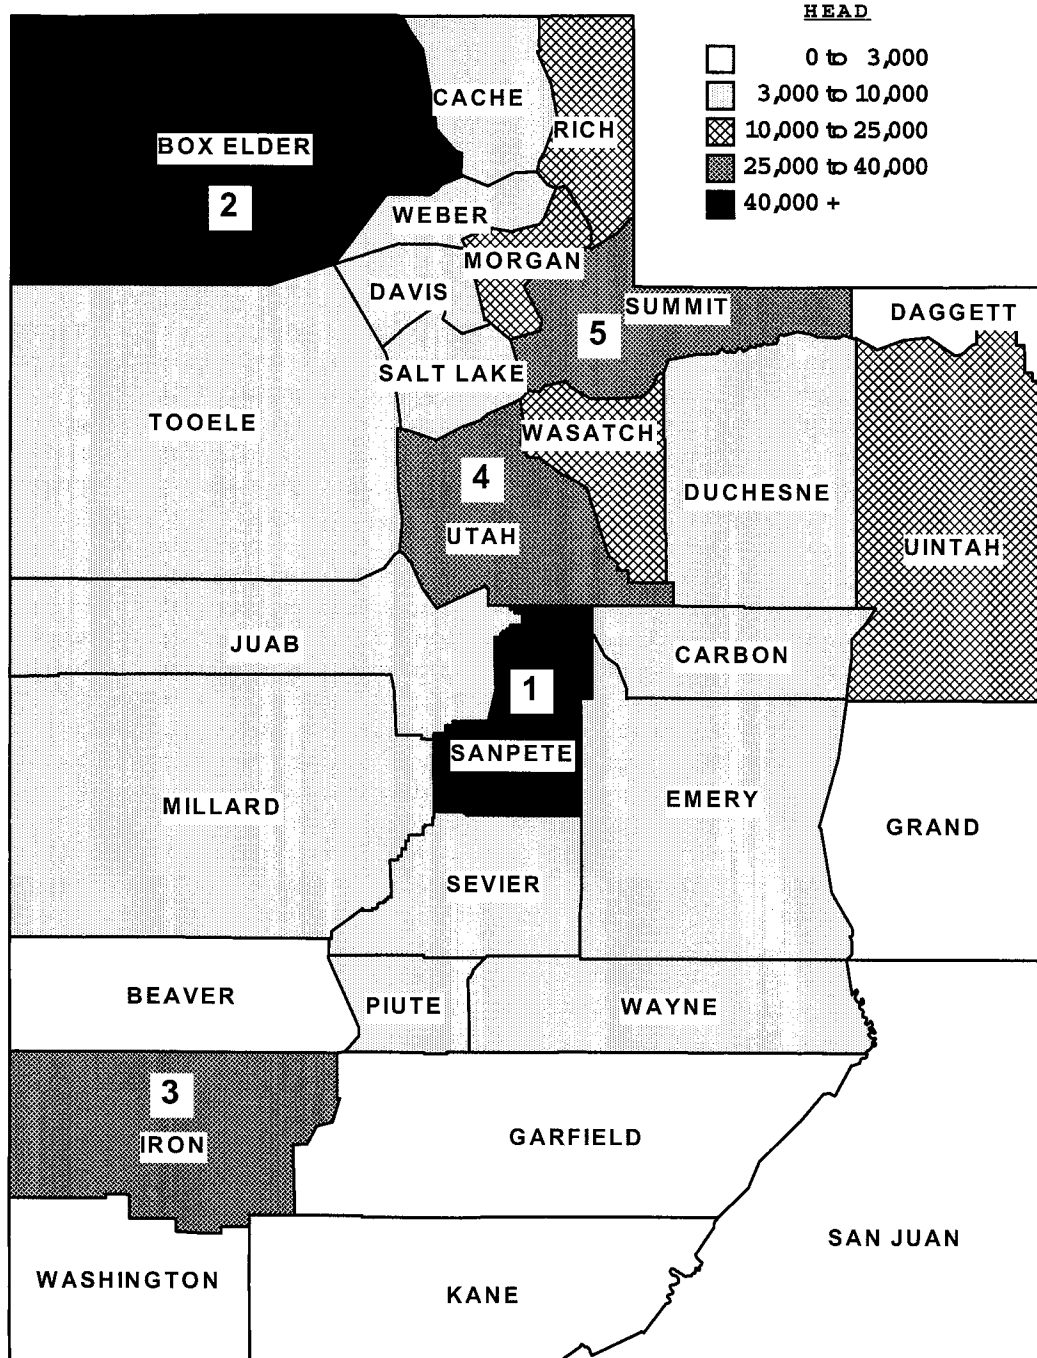 HEAD
0 to 3,000
3,000 to 10,000
CACHE
10,000 to 25,000
RICH
BOX ELDER
25,000 to 40,000
2
40,000 +
WEBER
MORGAN
DAVIS
SUMMIT
DAGGETT
5
SALT LAKE
TOOELE
WASATCH
4
DUCHESNE
UTAH
UINTAH
JUAB
CARBON
1
SANPETE
EMERY
MILLARD
GRAND
SEVIER
BEAVER
PIUTE
WAYNE
3
GARFIELD
IRON
SAN JUAN
WASHINGTON
KANE